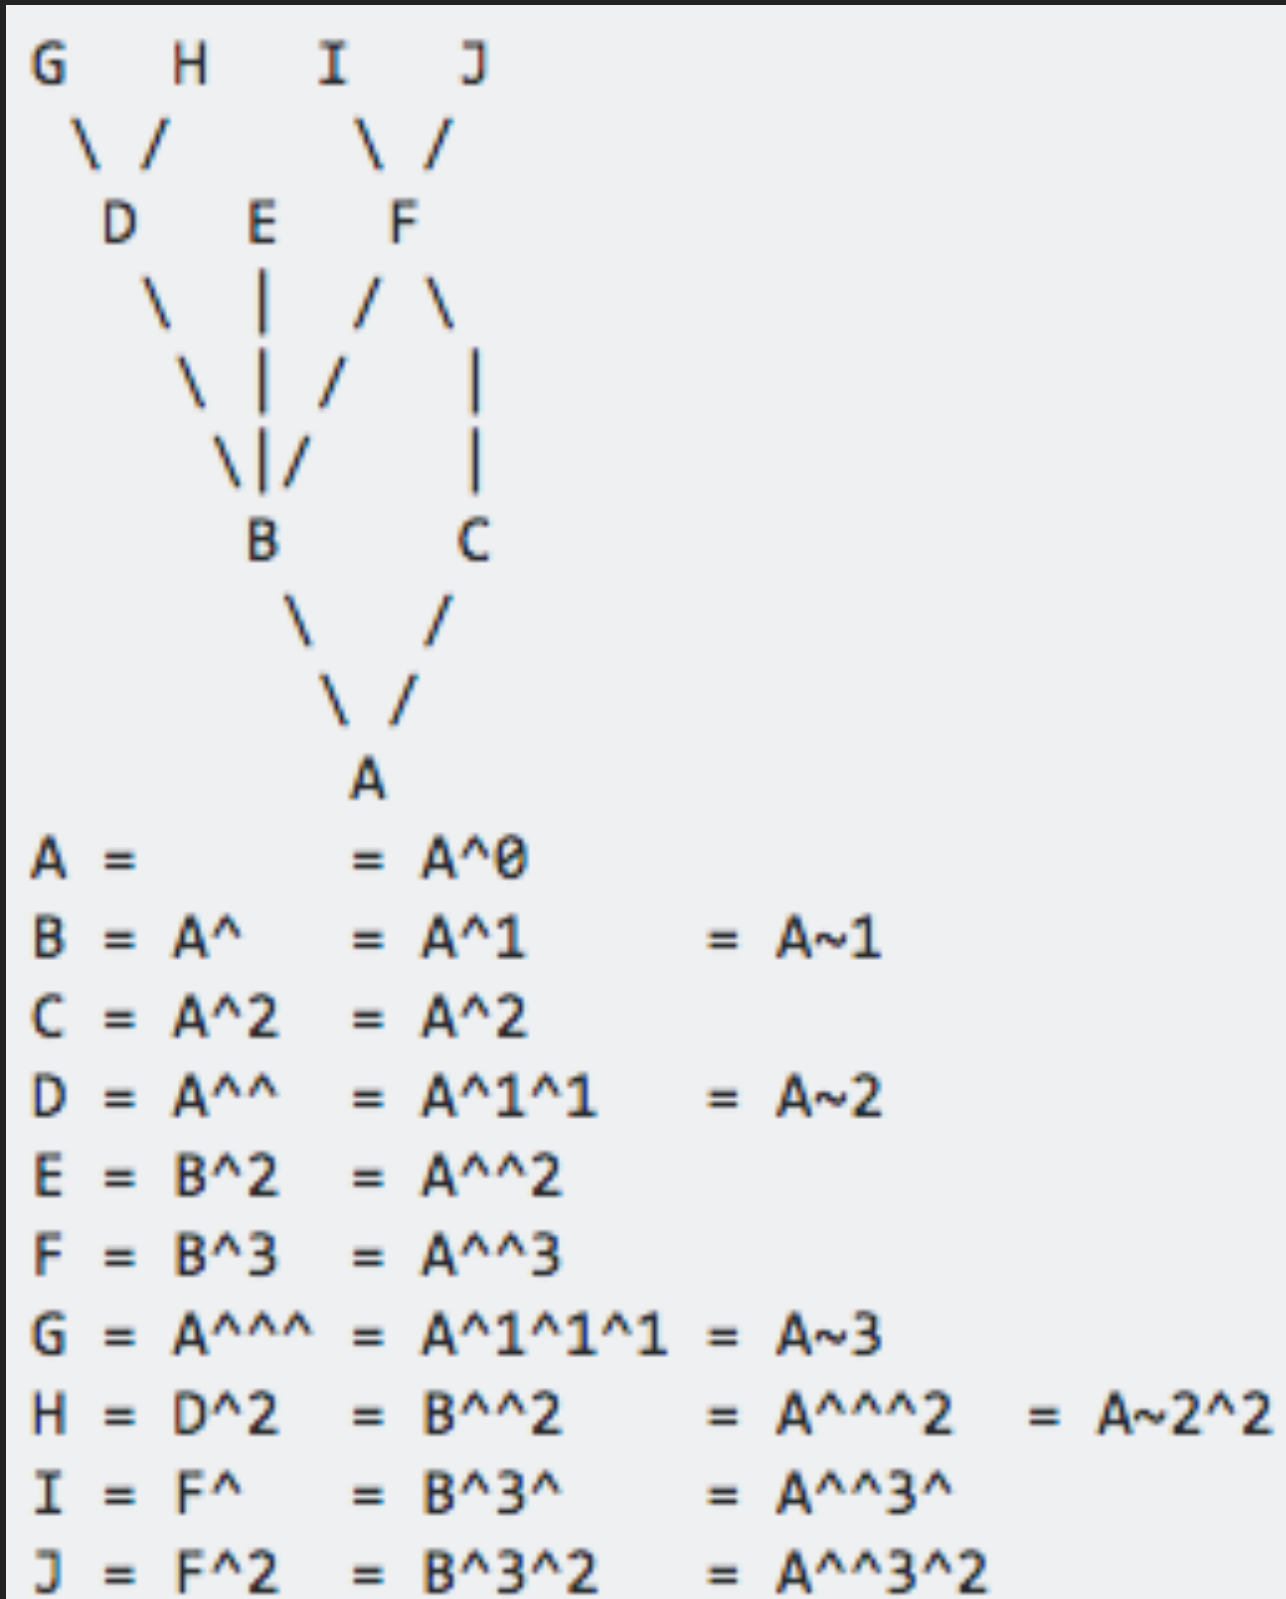 G   H   I   J
 \ /     \ /
  D   E   F
   \  |  / \
    \ | /   |
     \|/    |
      B     C
       \   /
        \ /
         A
A =      = A^0
B = A^   = A^1     = A~1
C = A^2  = A^2
D = A^^  = A^1^1   = A~2
E = B^2  = A^^2
F = B^3  = A^^3
G = A^^^ = A^1^1^1 = A~3
H = D^2  = B^^2    = A^^^2  = A~2^2
I = F^   = B^3^    = A^^3^
J = F^2  = B^3^2   = A^^3^2